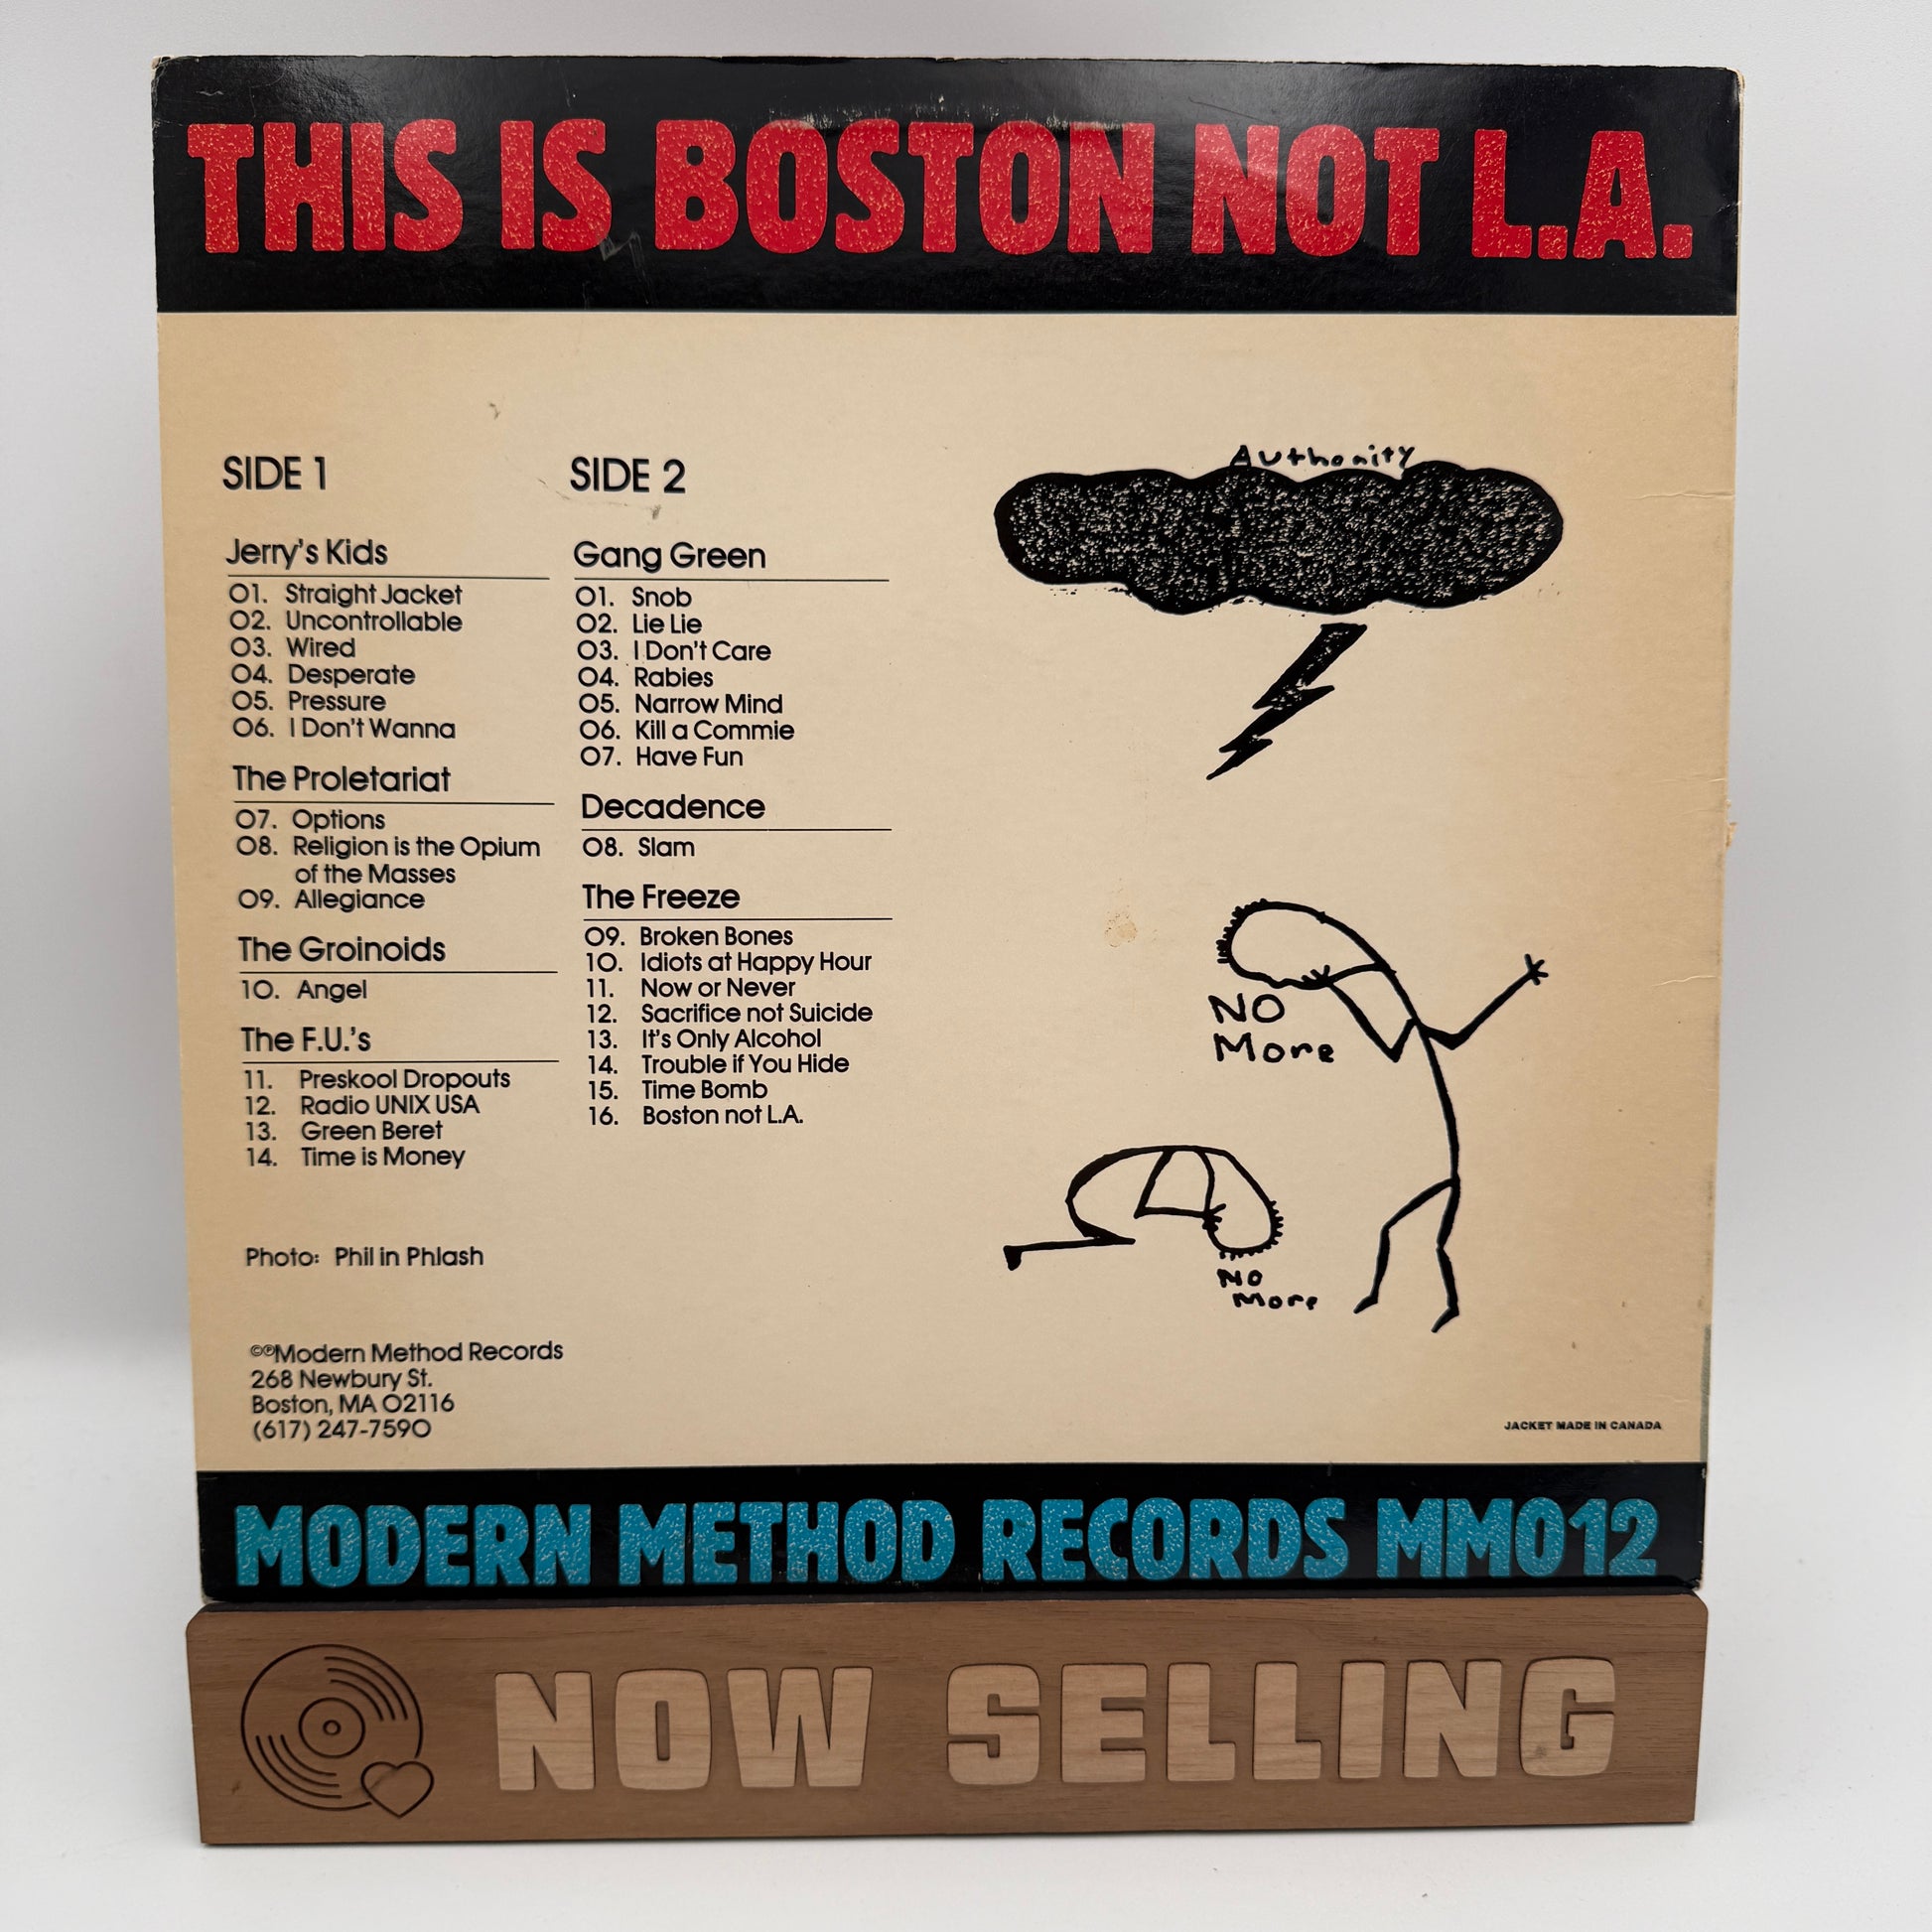 THIS IS BOSTON NOT L.A.
SIDE 1
Jerry's Kids
01. Straight Jacket
02. Uncontrollable
03. Wired
04. Desperate
05. Pressure
06. I Don't Wanna
The Proletariat
07. Options
08. Religion is the Opium
of the Masses
09. Allegiance
The Groinoids
10. Angel
The F.U.'s
11. Preskool Dropouts
12. Radio UNIX USA
13. Green Beret
14. Time is Money
Photo: Phil in Phlash
©℗Modern Method Records
268 Newbury St.
Boston, MA 02116
(617) 247-7590
SIDE 2
Gang Green
01. Snob
02. Lie Lie
03. I Don't Care
04. Rabies
05. Narrow Mind
06. Kill a Commie
07. Have Fun
Decadence
08. Slam
The Freeze
09. Broken Bones
10. Idiots at Happy Hour
11. Now or Never
12. Sacrifice not Suicide
13. It's Only Alcohol
14. Trouble if You Hide
15. Time Bomb
16. Boston not L.A.
Authority
NO
More
NO
More
JACKET MADE IN CANADA
MODERN METHOD RECORDS MM012
NOW SELLING